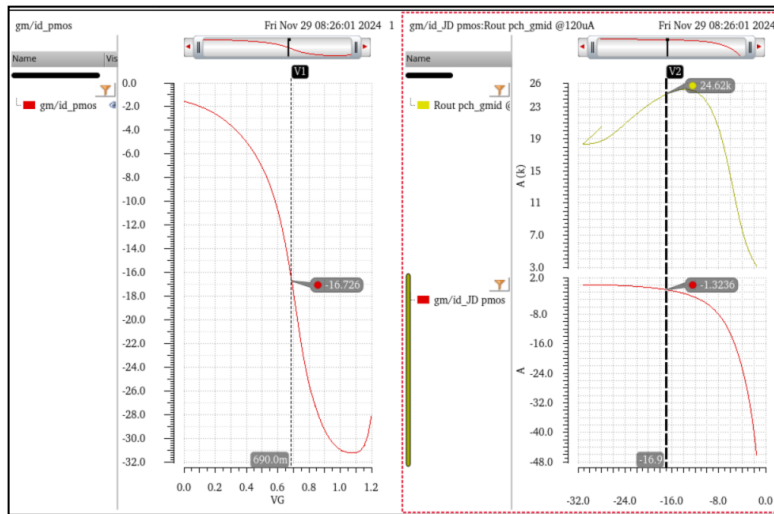 gm/id_pmos Fri Nov 29 08:26:01 2024 1
Name Vis
V1
gm/id_pmos
0.0
-2.0
-4.0
-6.0
-8.0
-10.0
-12.0
-14.0
-16.0
-18.0
-20.0
-22.0
-24.0
-26.0
-28.0
-30.0
-32.0
-16.726
690.0m
0.0 0.2 0.4 0.6 0.8 1.0 1.2
VG
gm/id_JD pmos:Rout pch_gmid @120uA Fri Nov 29 08:26:01 2024
Name
V2
Rout pch_gmid @
26
23
19
15
11
7.0
3.0
A (k)
24.62k
gm/id_JD pmos
2.0
-8.0
-16.0
-24.0
-32.0
-40.0
-48.0
A
-1.3236
-16.9
-32.0 -24.0 -16.0 -8.0 0.0